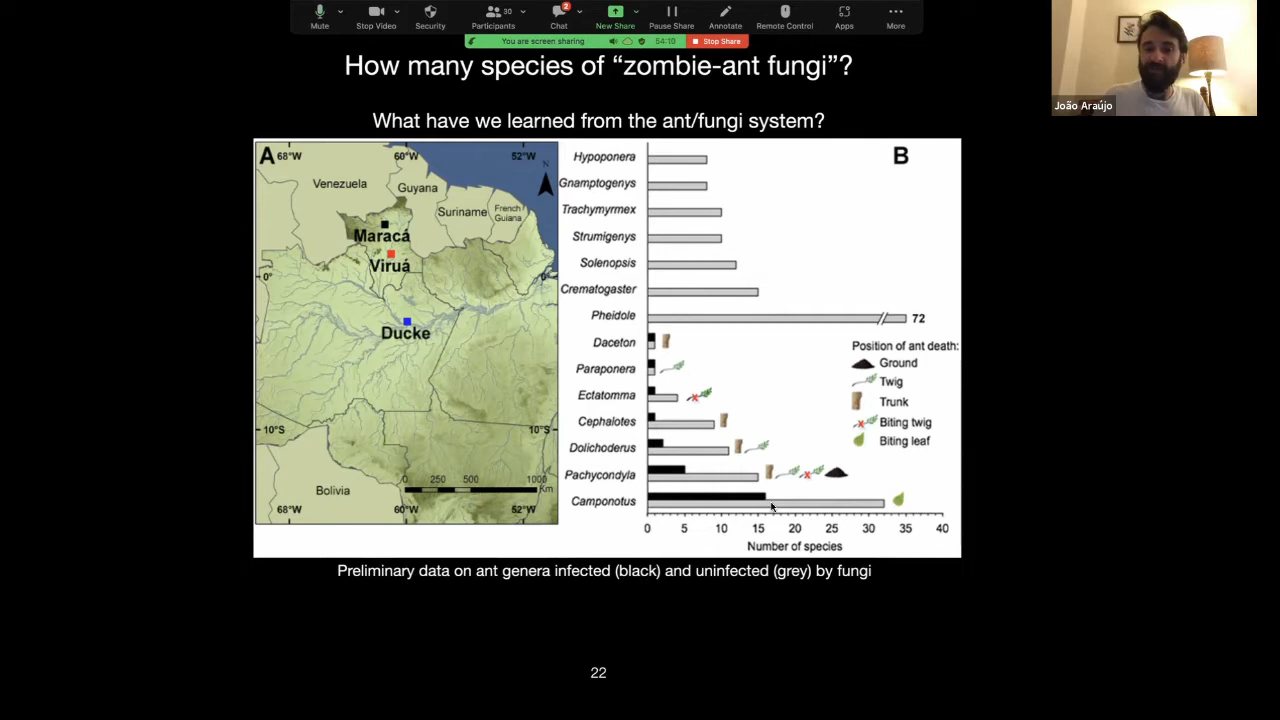 Mute
Stop Video
Security
Participants
30
Chat
2
New Share
Pause Share
Annotate
Remote Control
Apps
More
You are screen sharing
54:10
Stop Share
João Araújo
How many species of “zombie-ant fungi”?
What have we learned from the ant/fungi system?
A
68°W
60°W
52°W
N
Venezuela
Guyana
Suriname
French
Guiana
Maracá
Viruá
0°
0°
Ducke
10°S
10°S
Bolivia
0
250
500
1000
Km
68°W
60°W
52°W
B
Hypoponera
Gnamptogenys
Trachymyrmex
Strumigenys
Solenopsis
Crematogaster
Pheidole
72
Daceton
Paraponera
Ectatomma
Cephalotes
Dolichoderus
Pachycondyla
Camponotus
Position of ant death:
Ground
Twig
Trunk
Biting twig
Biting leaf
0 5 10 15 20 25 30 35 40
Number of species
Preliminary data on ant genera infected (black) and uninfected (grey) by fungi
22